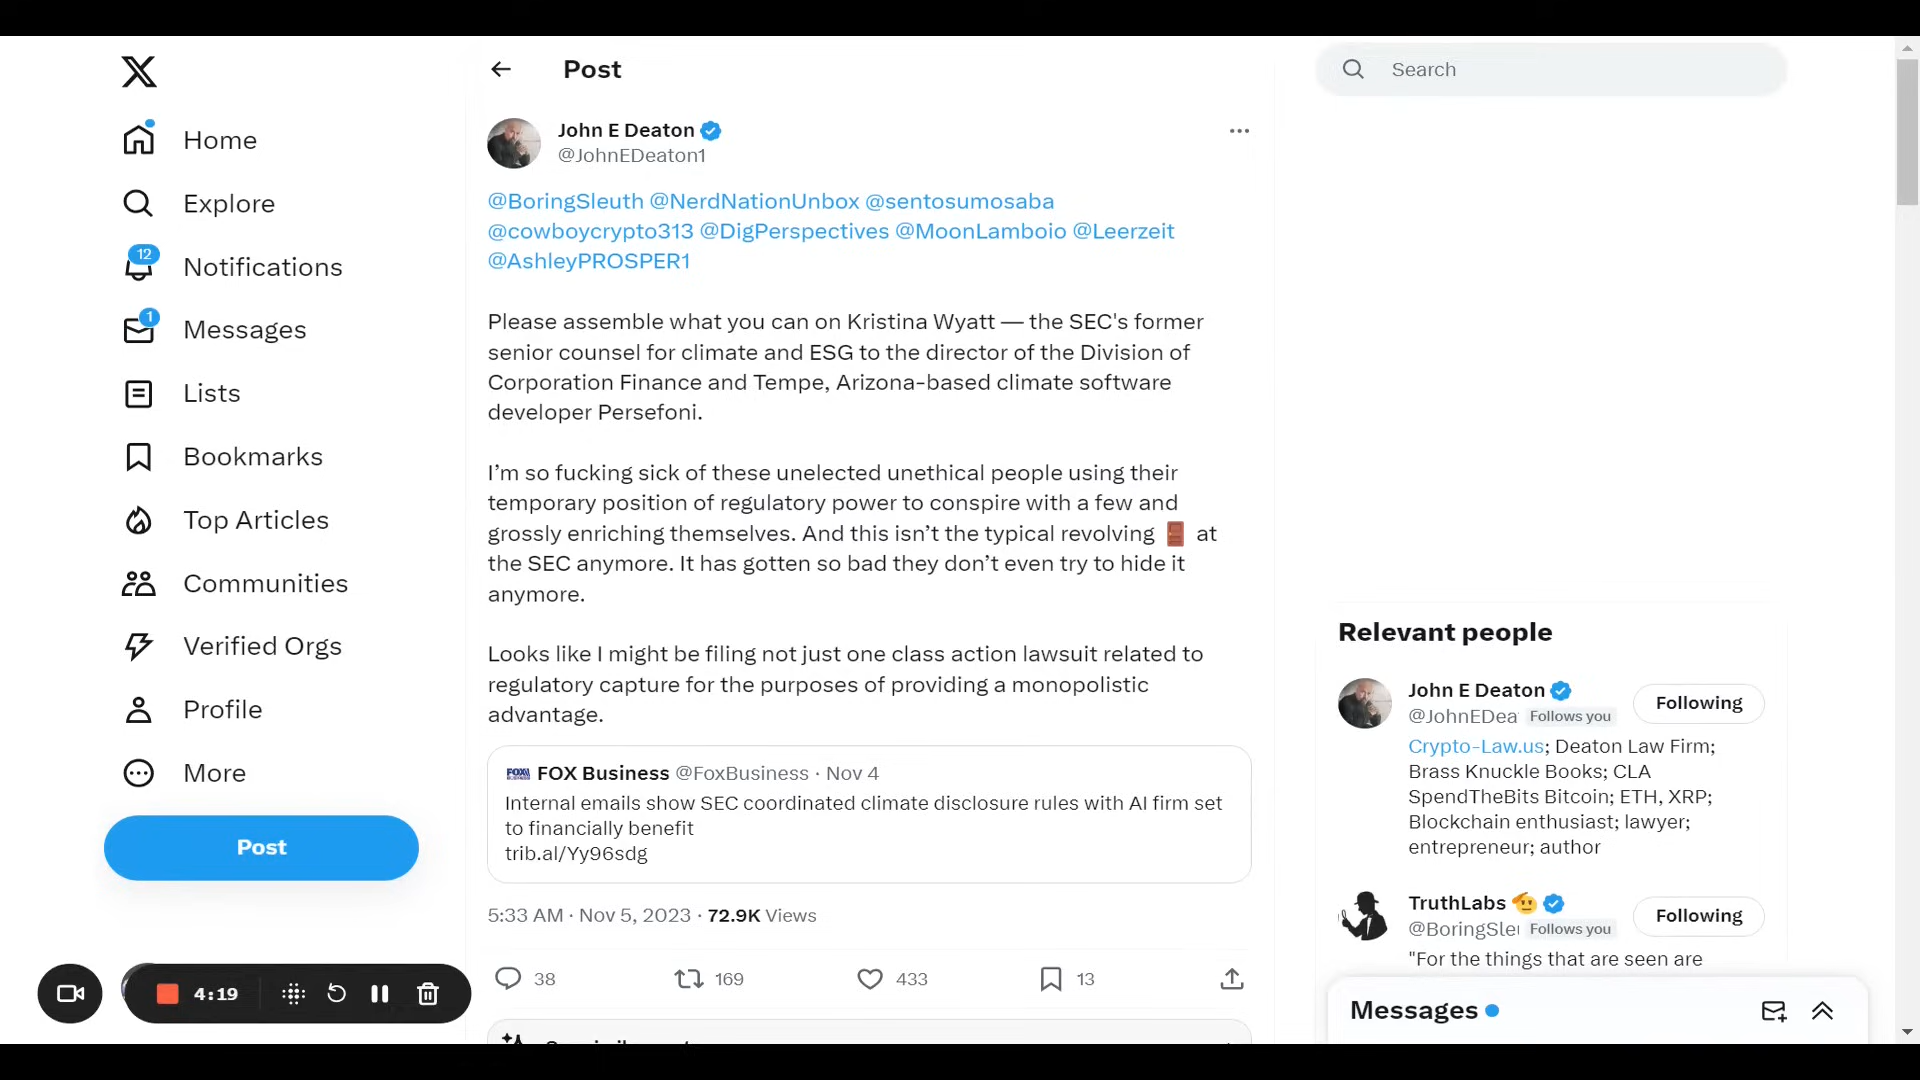 Home
Explore
12
Notifications
1
Messages
Lists
Bookmarks
Top Articles
Communities
Verified Orgs
Profile
More
Post
4:19
Post
John E Deaton
@JohnEDeaton1
@BoringSleuth @NerdNationUnbox @sentosumosaba
@cowboycrypto313 @DigPerspectives @MoonLamboio @Leerzeit
@AshleyPROSPER1
Please assemble what you can on Kristina Wyatt — the SEC's former
senior counsel for climate and ESG to the director of the Division of
Corporation Finance and Tempe, Arizona-based climate software
developer Persefoni.
I’m so fucking sick of these unelected unethical people using their
temporary position of regulatory power to conspire with a few and
grossly enriching themselves. And this isn’t the typical revolving 🚪 at
the SEC anymore. It has gotten so bad they don’t even try to hide it
anymore.
Looks like I might be filing not just one class action lawsuit related to
regulatory capture for the purposes of providing a monopolistic
advantage.
FOX BUSINESS FOX Business @FoxBusiness · Nov 4
Internal emails show SEC coordinated climate disclosure rules with AI firm set
to financially benefit
trib.al/Yy96sdg
5:33 AM · Nov 5, 2023 · 72.9K Views
38 169 433 13
Search
Relevant people
John E Deaton
@JohnEDea Follows you
Following
Crypto-Law.us; Deaton Law Firm;
Brass Knuckle Books; CLA
SpendTheBits Bitcoin; ETH, XRP;
Blockchain enthusiast; lawyer;
entrepreneur; author
TruthLabs 🫡
@BoringSle Follows you
Following
"For the things that are seen are
Messages